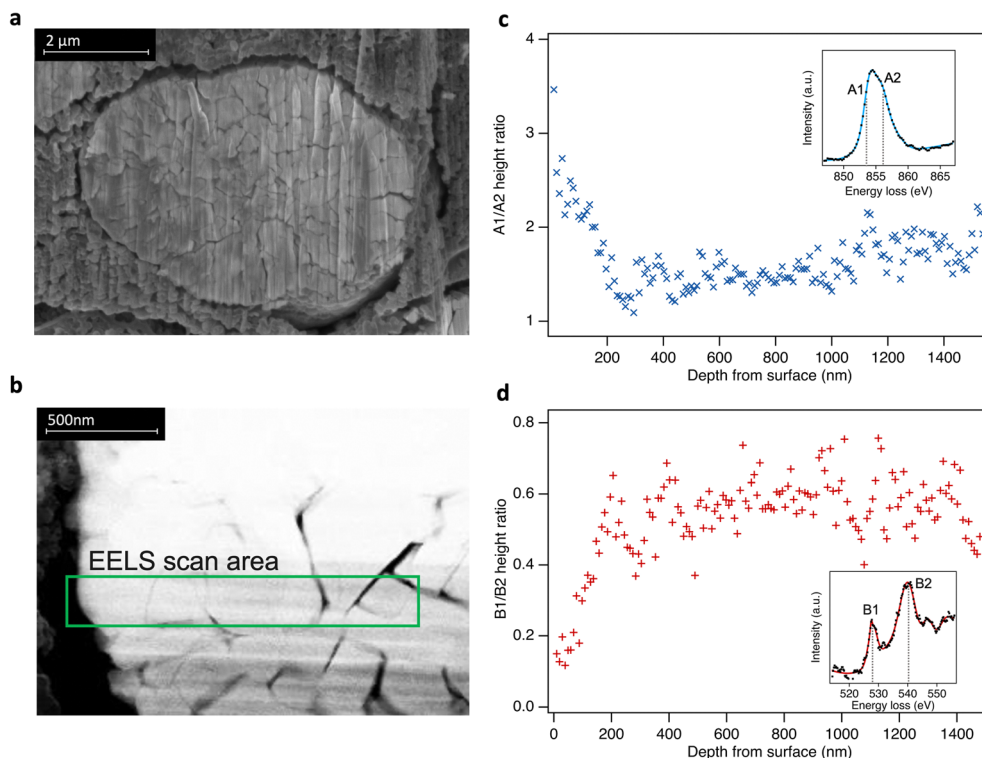 a
2 µm
b
500nm
EELS scan area
c
4
3
2
1
A1/A2 height ratio
200 400 600 800 1000 1200 1400
Depth from surface (nm)
A1 A2
Intensity (a.u.)
850 855 860 865
Energy loss (eV)
d
0.8
0.6
0.4
0.2
0.0
B1/B2 height ratio
0 200 400 600 800 1000 1200 1400
Depth from surface (nm)
B2
B1
Intensity (a.u.)
520 530 540 550
Energy loss (eV)